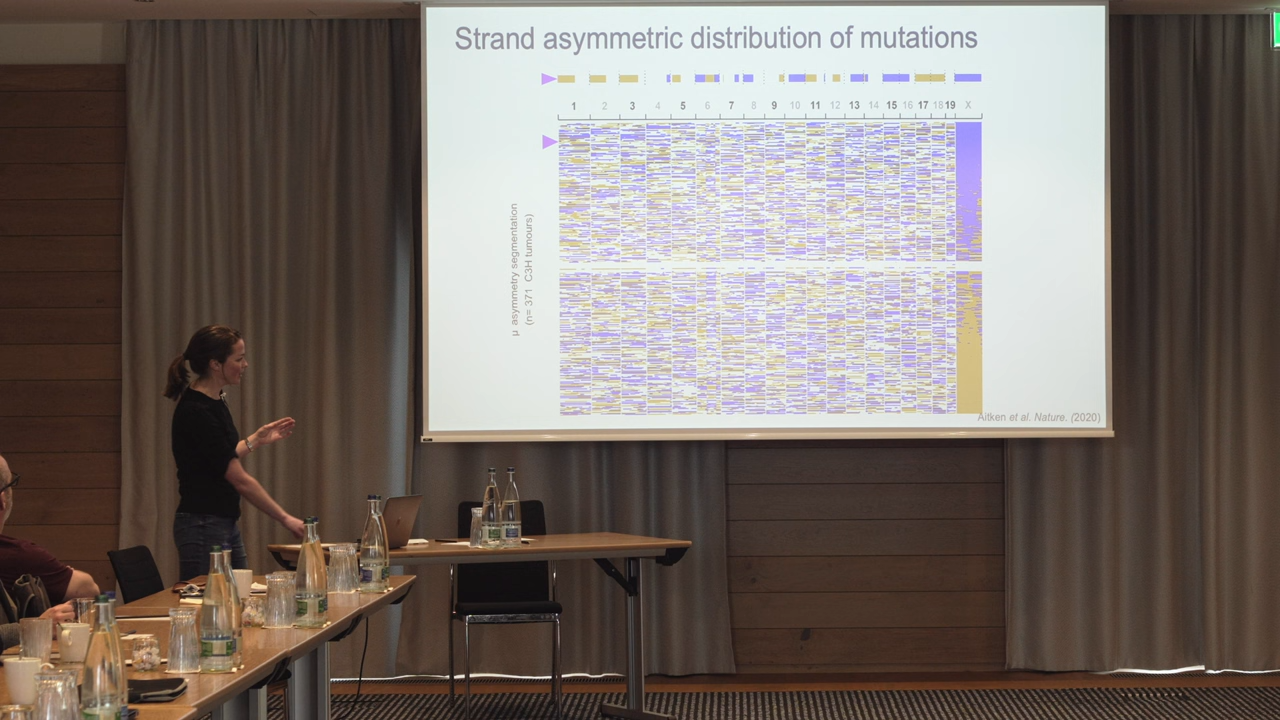 Strand asymmetric distribution of mutations
1 2 3 4 5 6 7 8 9 10 11 12 13 14 15 16 17 18 19 X
μ asymmetry segmentation
(n= 371 C3H tumours)
Aitken et al. Nature. (2020)